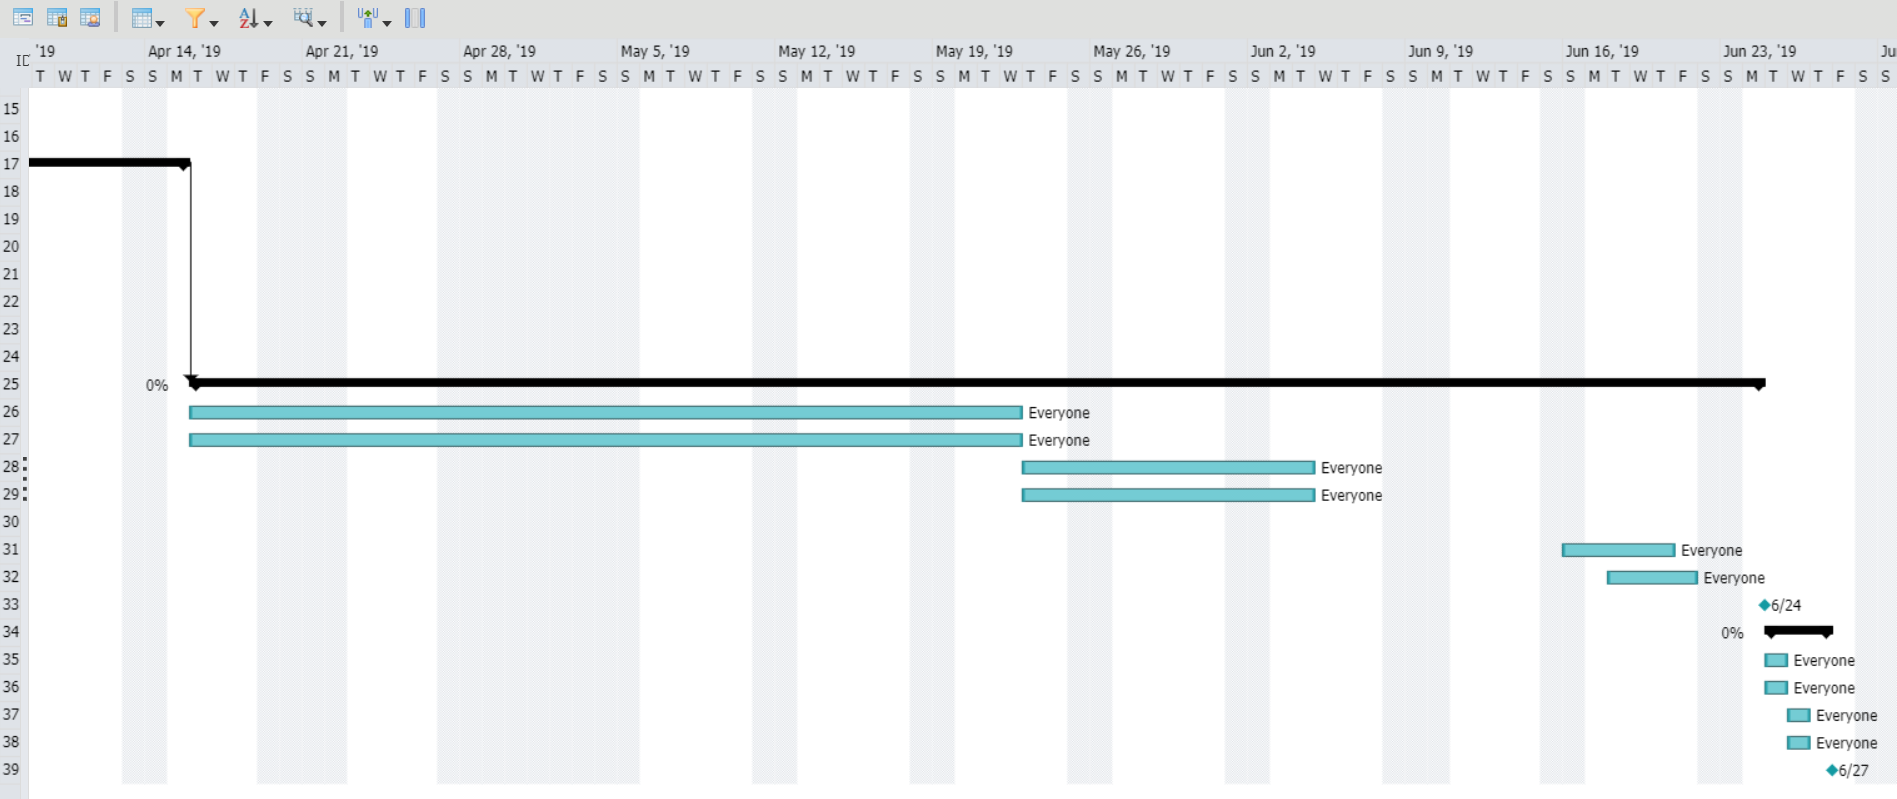 '19 Apr 14, '19 Apr 21, '19 Apr 28, '19 May 5, '19 May 12, '19 May 19, '19 May 26, '19 Jun 2, '19 Jun 9, '19 Jun 16, '19 Jun 23, '19 Ju
ID
T W T F S S M T W T F S S M T W T F S S M T W T F S S M T W T F S S M T W T F S S M T W T F S S M T W T F S S M T W T F S S M T W T F S S M T W T F S S M T W T F S S
15
16
17
18
19
20
21
22
23
24
25 0%
26 Everyone
27 Everyone
28 Everyone
29 Everyone
30
31 Everyone
32 Everyone
33 6/24
34 0%
35 Everyone
36 Everyone
37 Everyone
38 Everyone
39 6/27